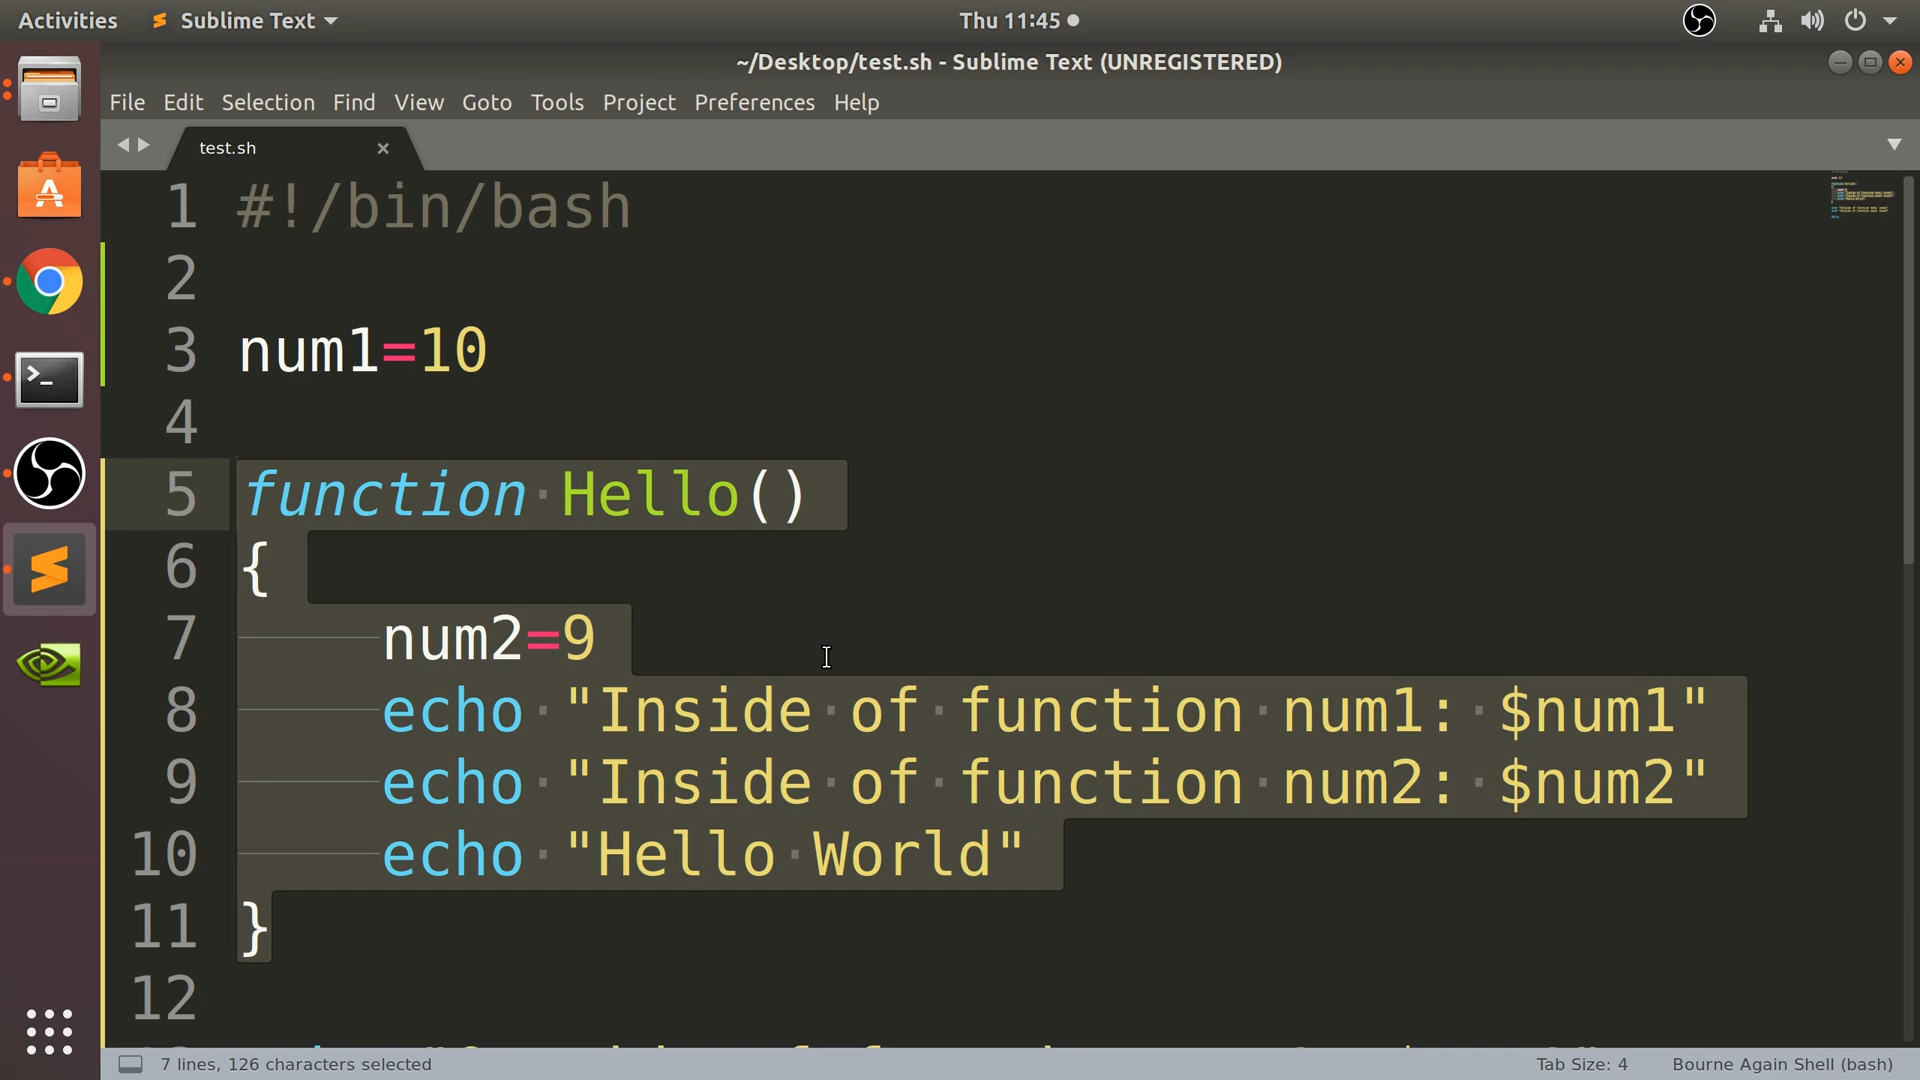 Activities Sublime Text Thu 11:45
~/Desktop/test.sh - Sublime Text (UNREGISTERED)
File Edit Selection Find View Goto Tools Project Preferences Help
test.sh
1 #!/bin/bash
2
3 num1=10
4
5 function Hello()
6 {
7 num2=9
8 echo "Inside of function num1: $num1"
9 echo "Inside of function num2: $num2"
10 echo "Hello World"
11 }
12
7 lines, 126 characters selected Tab Size: 4 Bourne Again Shell (bash)